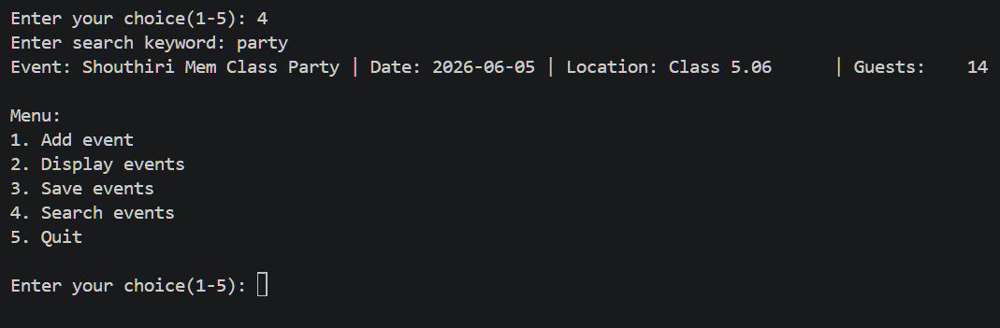 Enter your choice(1-5): 4
Enter search keyword: party
Event: Shouthiri Mem Class Party | Date: 2026-06-05 | Location: Class 5.06      | Guests:    14
Menu:
1. Add event
2. Display events
3. Save events
4. Search events
5. Quit
Enter your choice(1-5):